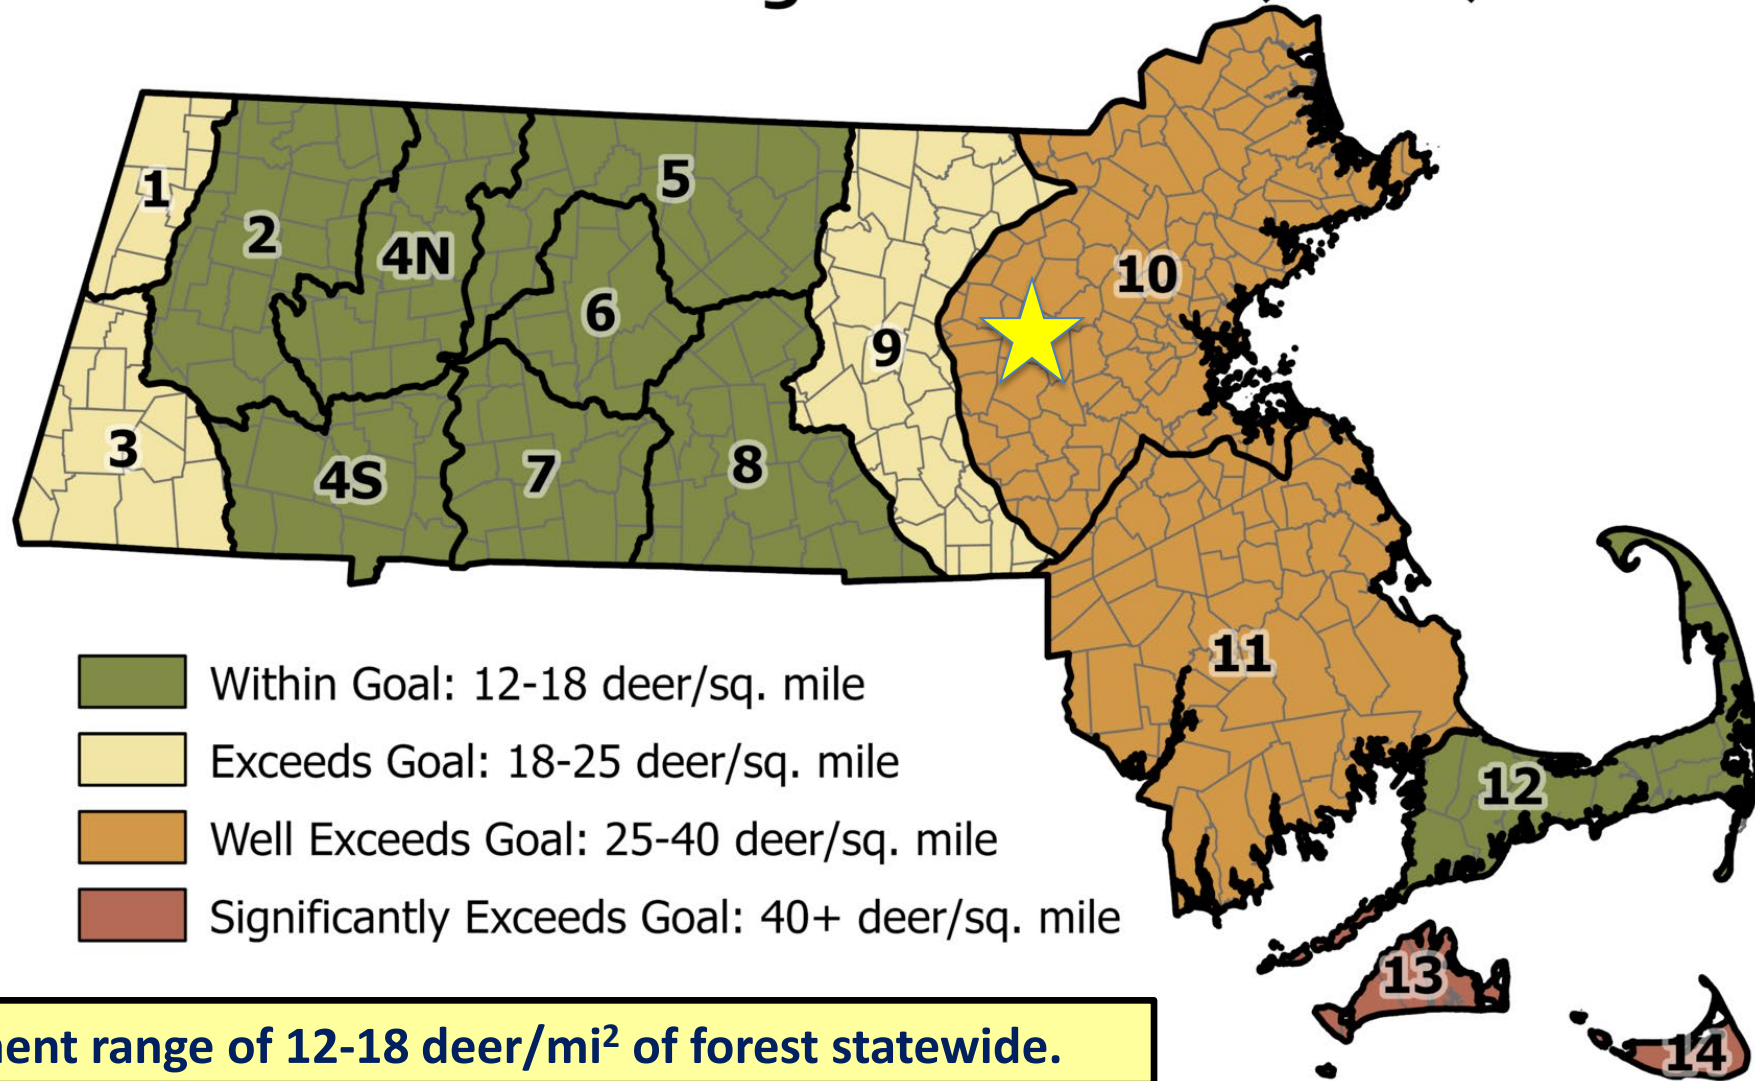 1
2
4N
5
6
10
9
3
4S
7
8
11
12
13
14
Within Goal: 12-18 deer/sq. mile
Exceeds Goal: 18-25 deer/sq. mile
Well Exceeds Goal: 25-40 deer/sq. mile
Significantly Exceeds Goal: 40+ deer/sq. mile
ent range of 12-18 deer/mi² of forest statewide.